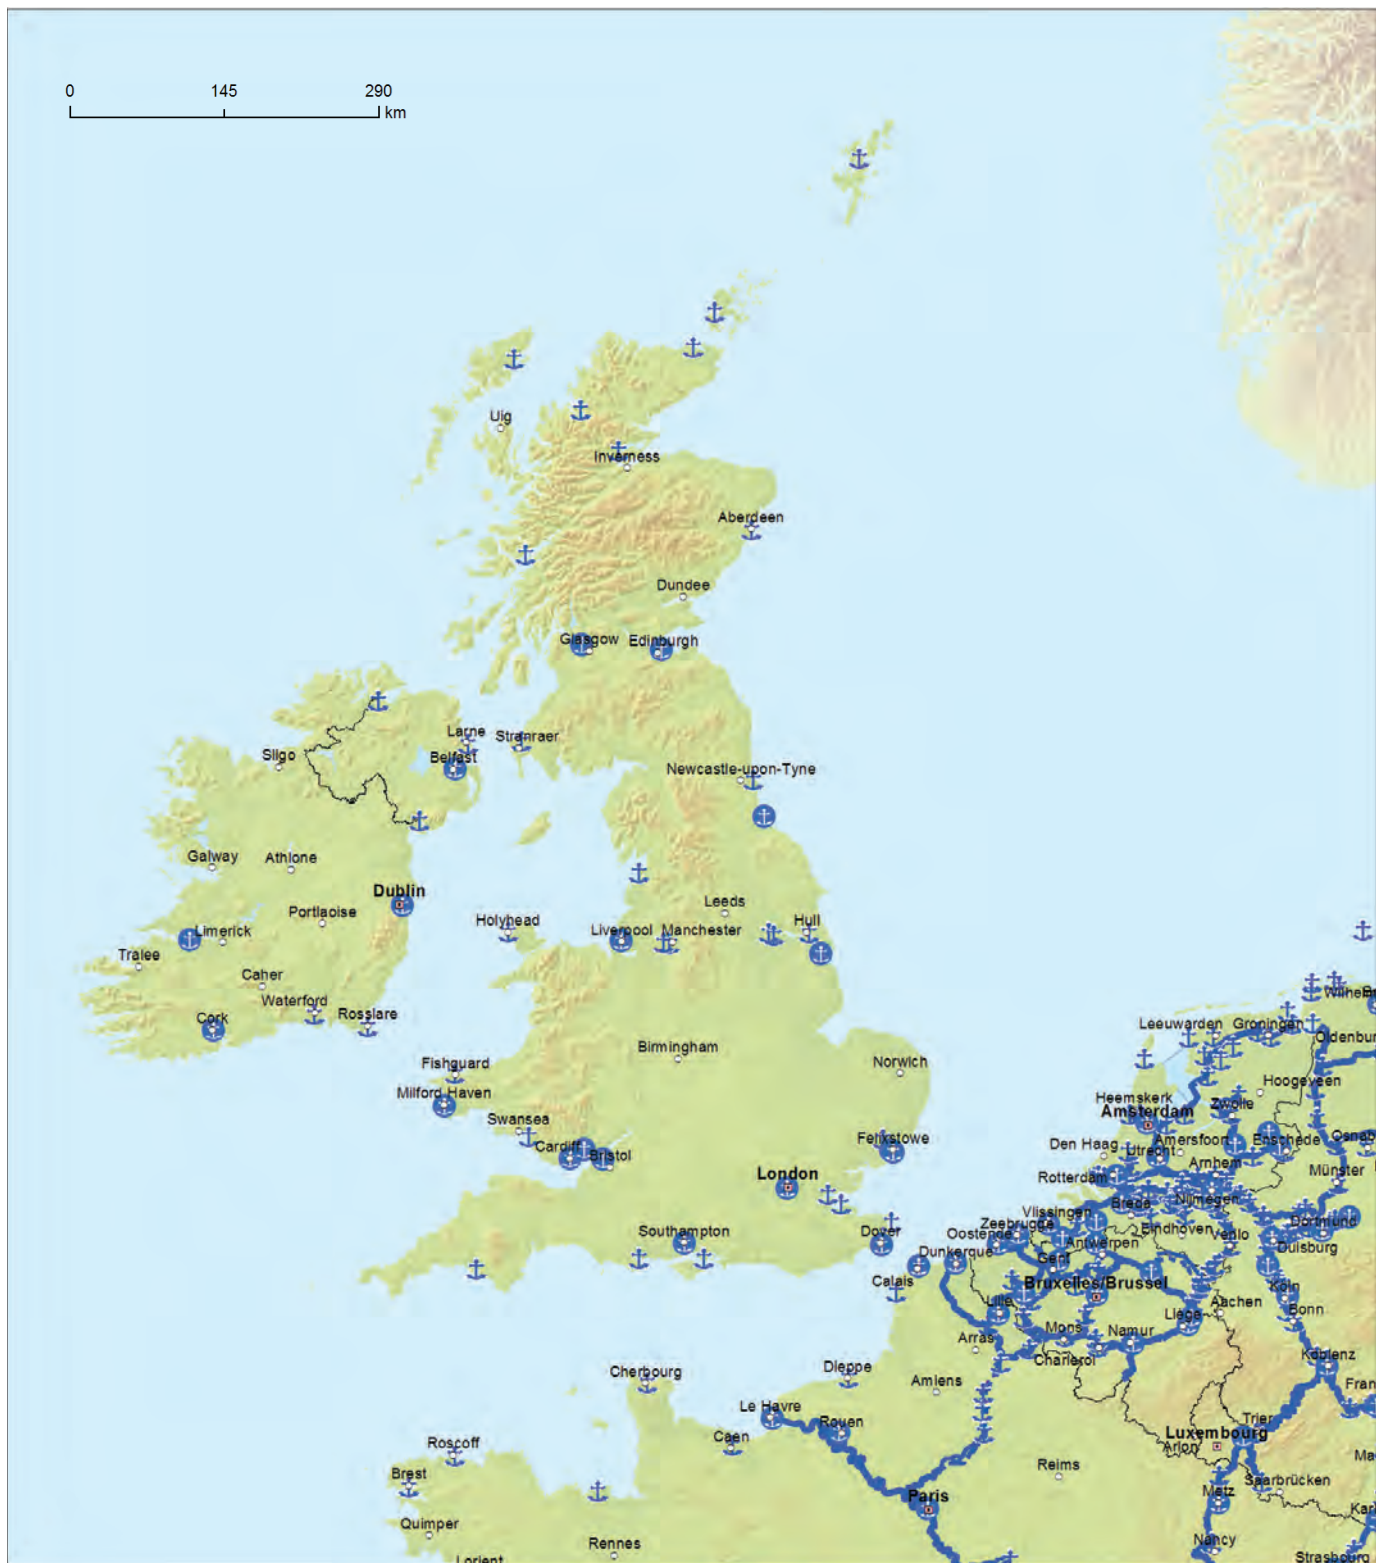 0 145 290
km
Uig
Inverness
Aberdeen
Dundee
Glasgow
Edinburgh
Larne
Stranraer
Belfast
Sligo
Newcastle-upon-Tyne
Galway
Athlone
Dublin
Leeds
Portlaoise
Holyhead
Liverpool
Manchester
Hull
Limerick
Tralee
Caher
Waterford
Rosslare
Cork
Birmingham
Norwich
Fishguard
Milford Haven
Swansea
Cardiff
Bristol
Felixstowe
London
Southampton
Dover
Leeuwarden
Groningen
Oldenbur
Hoogeveen
Heemskerk
Zwolle
Amsterdam
Den Haag
Amersfoort
Enschede
Osnab
Utrecht
Arnhem
Münster
Rotterdam
Breda
Nijmegen
Vlissingen
Zeebrugge
Eindhoven
Dortmund
Oostende
Antwerpen
Venlo
Duisburg
Dunkerque
Gent
Calais
Bruxelles/Brussel
Köln
Lille
Aachen
Bonn
Liège
Arras
Mons
Namur
Charleroi
Koblenz
Cherbourg
Dieppe
Amiens
Fran
Le Havre
Rouen
Trier
Caen
Luxembourg
Arlon
Roscoff
Reims
Saarbrücken
Brest
Metz
Paris
Quimper
Rennes
Nancy
Lorient
Strasbourg